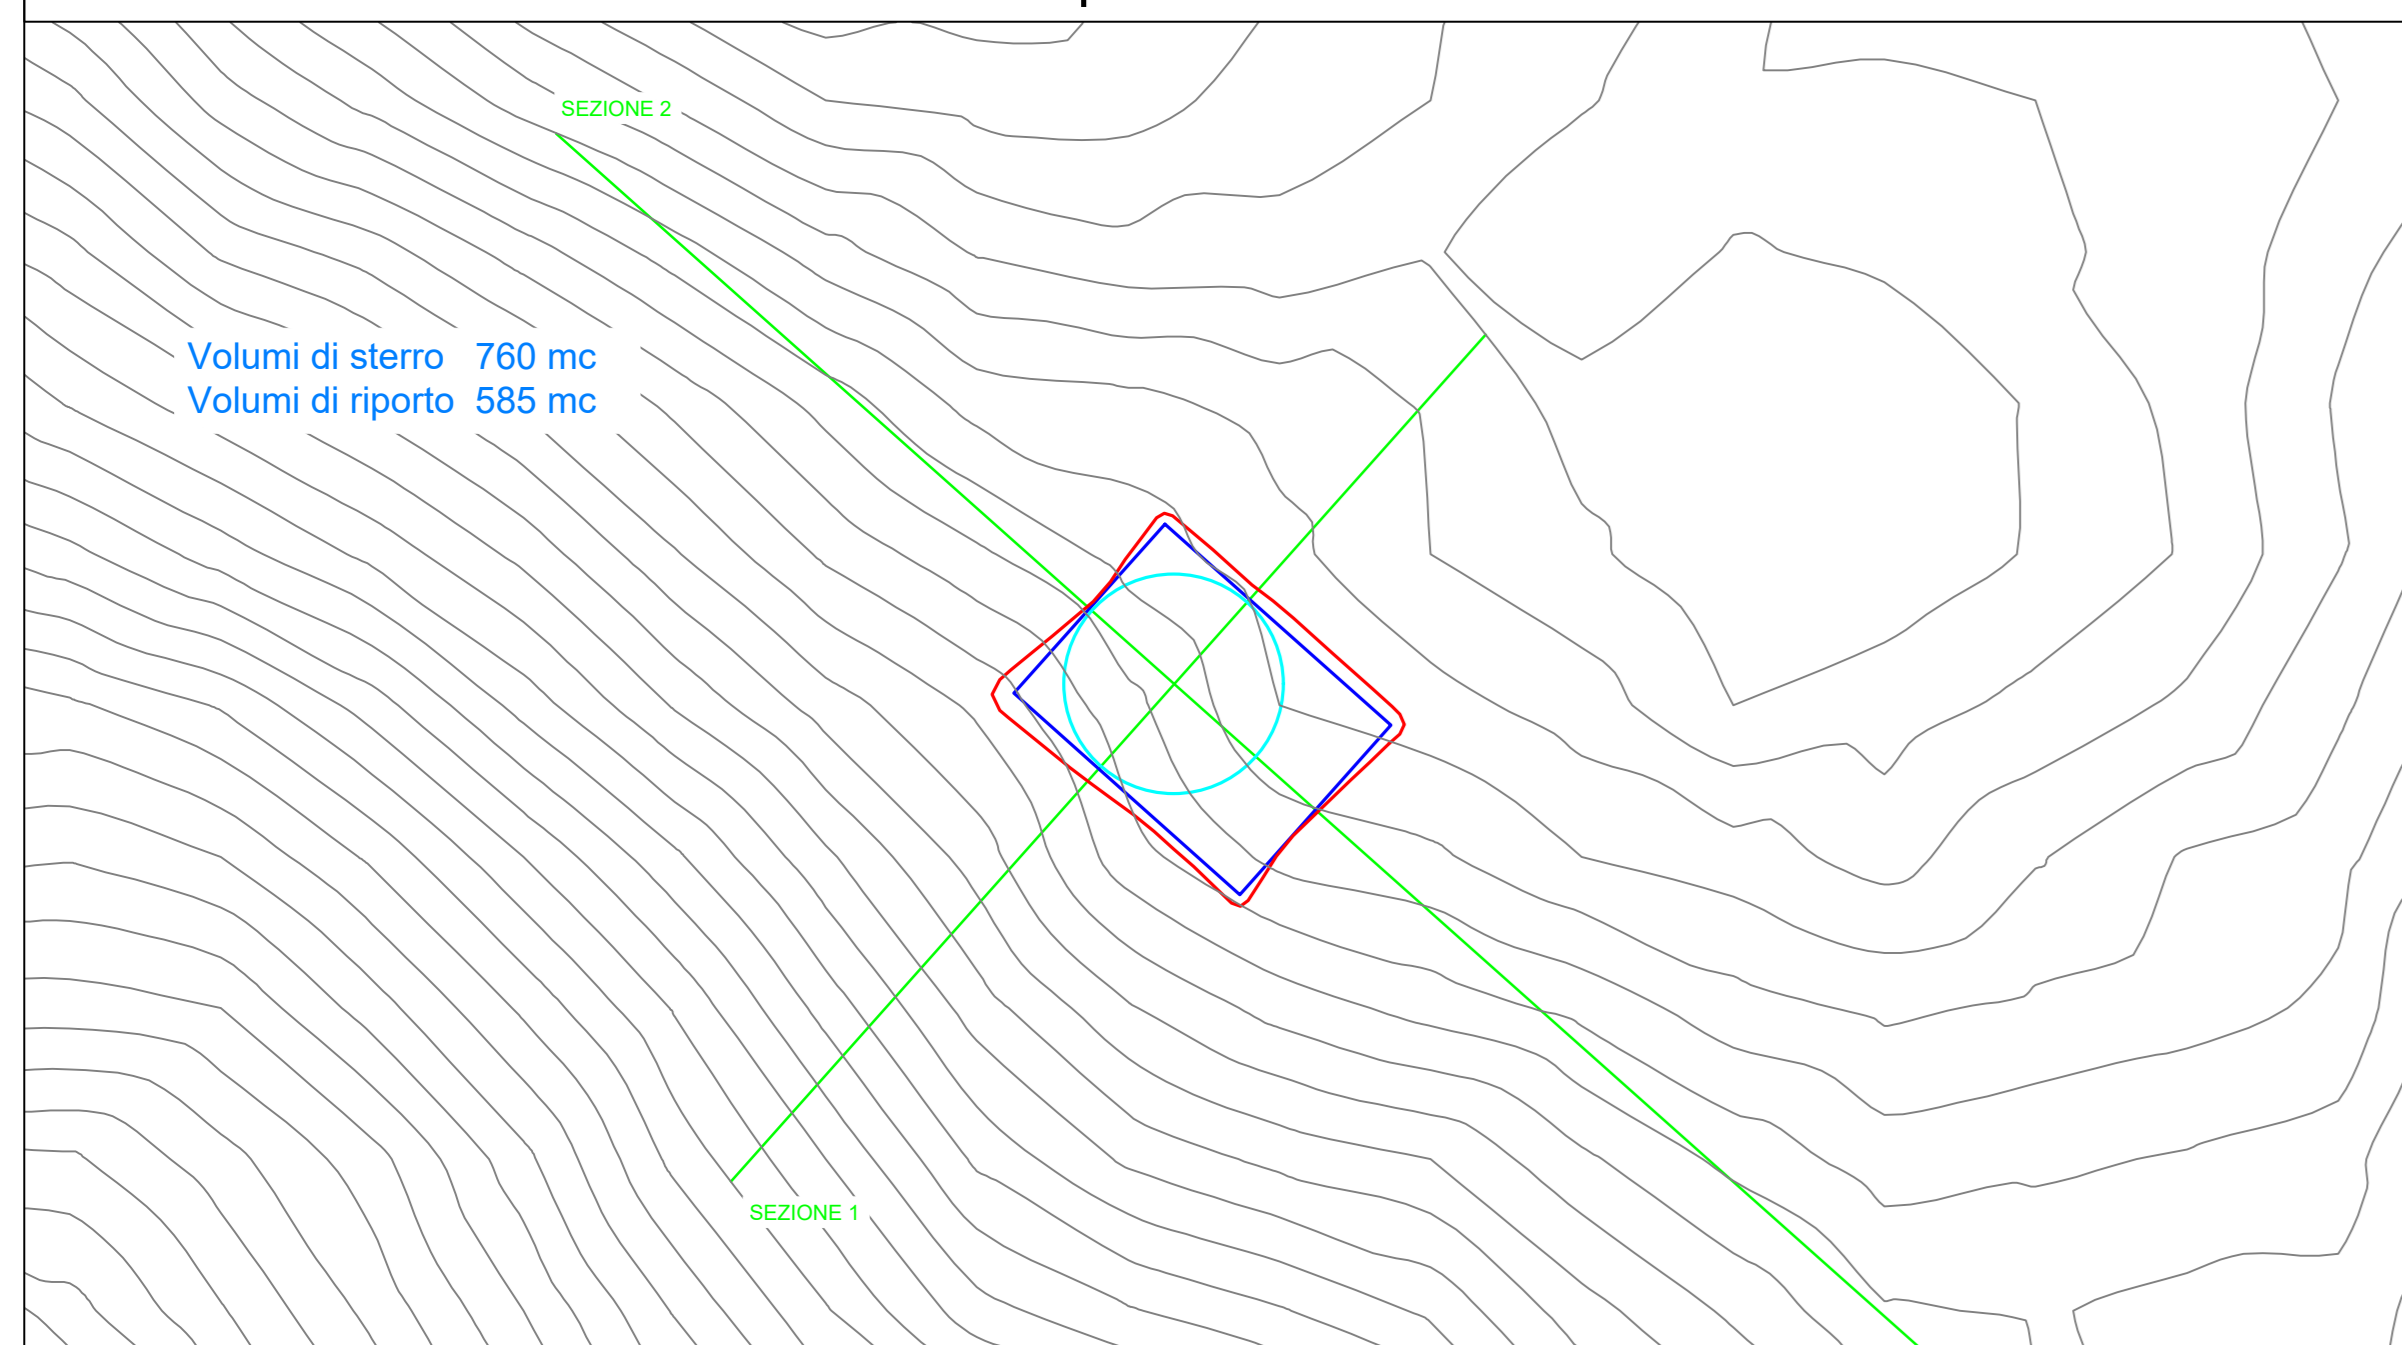 SEZIONE 2
Volumi di sterro 760 mc
Volumi di riporto 585 mc
SEZIONE 1